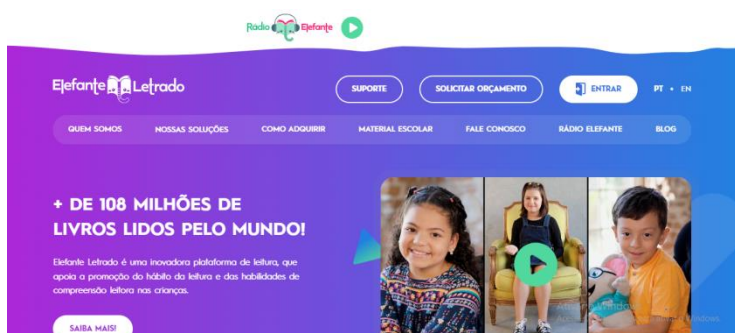 Rádio Elefante
Elefante Letrado
SUPORTE
SOLICITAR ORÇAMENTO
ENTRAR
PT • EN
QUEM SOMOS
NOSSAS SOLUÇÕES
COMO ADQUIRIR
MATERIAL ESCOLAR
FALE CONOSCO
RÁDIO ELEFANTE
BLOG
+ DE 108 MILHÕES DE
LIVROS LIDOS PELO MUNDO!
Elefante Letrado é uma inovadora plataforma de leitura, que
apoia a promoção do hábito da leitura e das habilidades de
compreensão leitora nas crianças.
SAIBA MAIS!